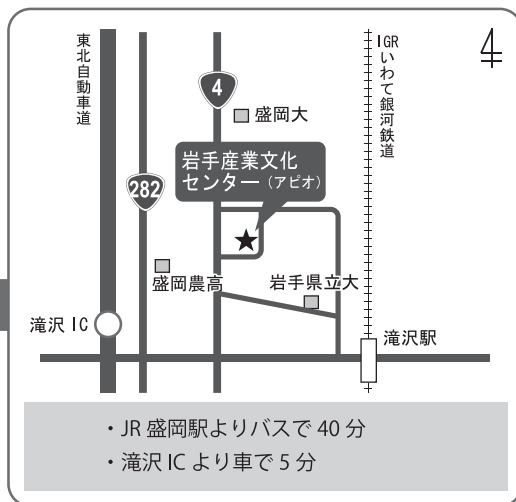 東北自動車道
4
盛岡大
IGRいわて銀河鉄道
4
岩手産業文化
センター（アピオ）
282
盛岡農高
岩手県立大
滝沢 IC
滝沢駅
・JR 盛岡駅よりバスで 40 分
・滝沢 IC より車で 5 分